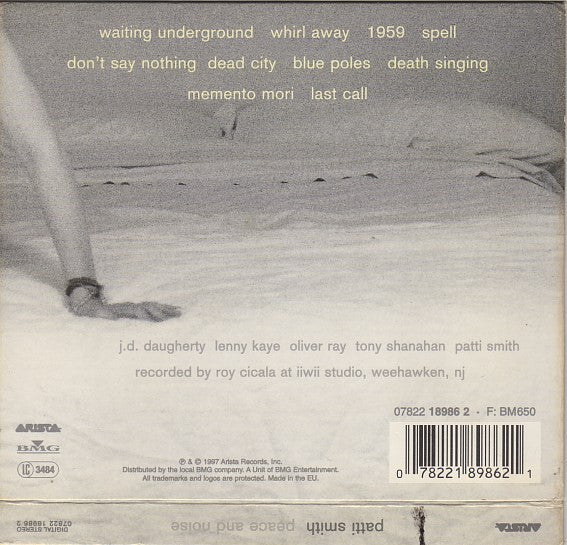 waiting underground whirl away 1959 spell
don't say nothing dead city blue poles death singing
memento mori last call
j.d. daugherty lenny kaye oliver ray tony shanahan patti smith
recorded by roy cicala at iiwii studio, weehawken, nj
07822 18986 2 · F: BM650
ARISTA
BMG
LC 3484
℗ & © 1997 Arista Records, Inc.
Distributed by the local BMG company. A Unit of BMG Entertainment.
All trademarks and logos are protected. Made in the EU.
0 78221 89862 1
ARISTA
patti smith peace and noise
DIGITAL STEREO
07822 18986 2